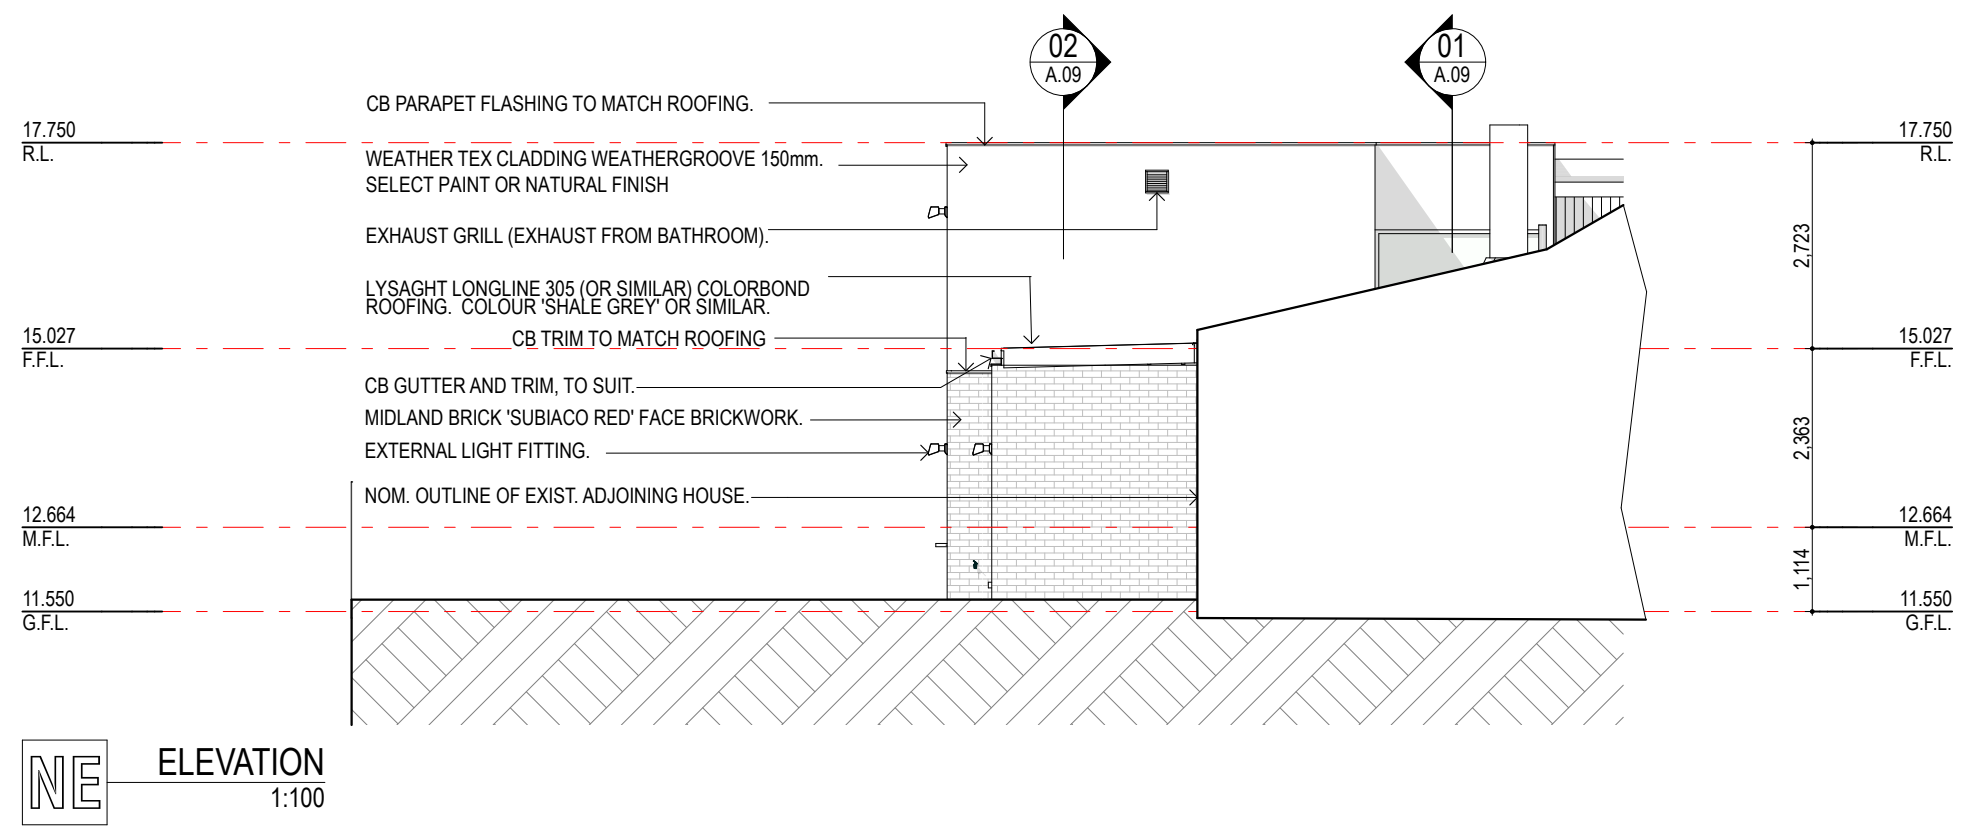 02
A.09
01
A.09
CB PARAPET FLASHING TO MATCH ROOFING.
17.750
R.L.
17.750
R.L.
WEATHER TEX CLADDING WEATHERGROOVE 150mm.
SELECT PAINT OR NATURAL FINISH
EXHAUST GRILL (EXHAUST FROM BATHROOM).
2,723
LYSAGHT LONGLINE 305 (OR SIMILAR) COLORBOND
ROOFING. COLOUR 'SHALE GREY' OR SIMILAR.
15.027
F.F.L.
CB TRIM TO MATCH ROOFING
15.027
F.F.L.
CB GUTTER AND TRIM, TO SUIT.
MIDLAND BRICK 'SUBIACO RED' FACE BRICKWORK.
2,363
EXTERNAL LIGHT FITTING.
NOM. OUTLINE OF EXIST. ADJOINING HOUSE.
12.664
M.F.L.
12.664
M.F.L.
1,114
11.550
G.F.L.
11.550
G.F.L.
NE
ELEVATION
1:100